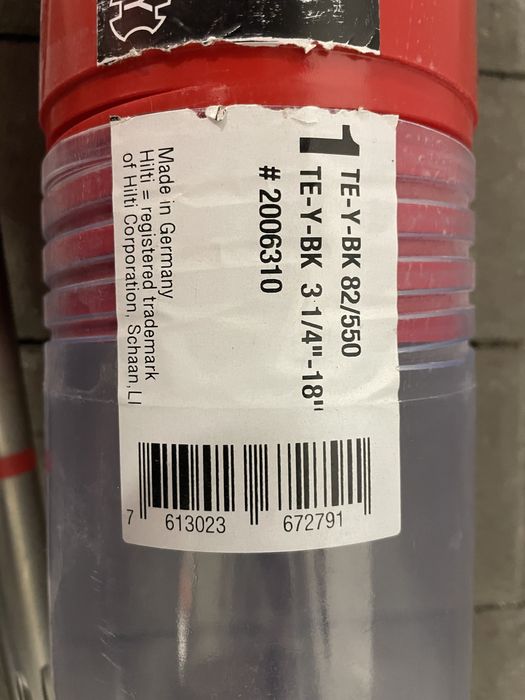 1 TE-Y-BK 82/550
TE-Y-BK 3 1/4"-18"
# 2006310
Made in Germany
Hilti = registered trademark
of Hilti Corporation, Schaan, LI
7 613023 672791